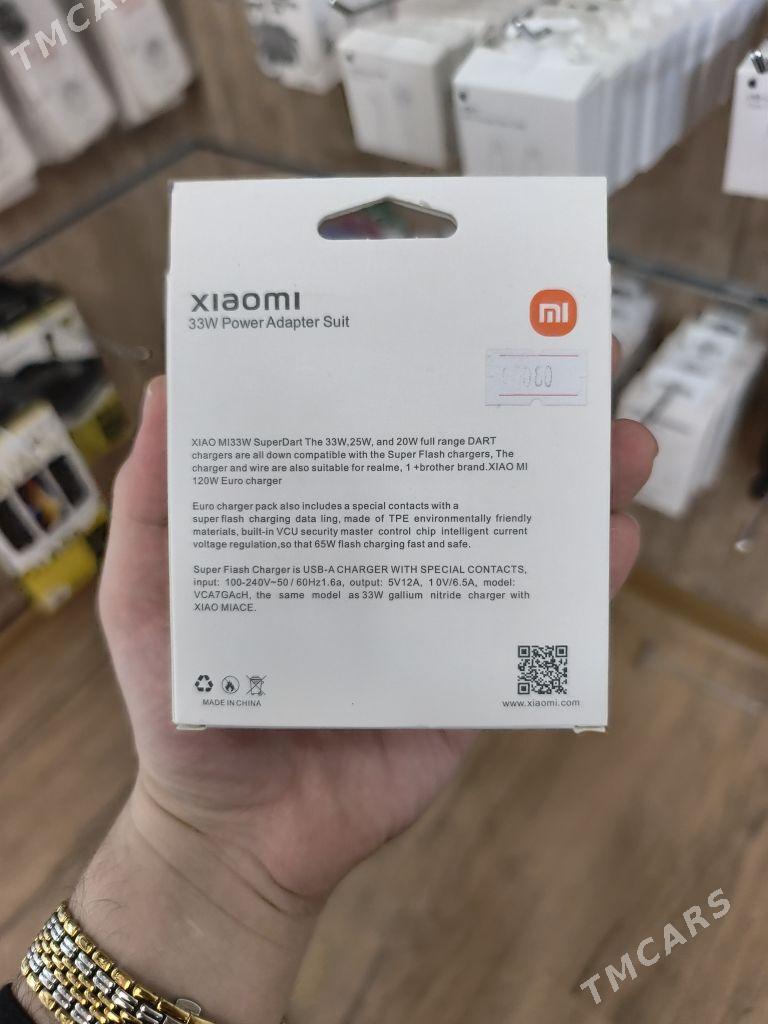 TMCARS
xiaomi
33W Power Adapter Suit
mi
XIAO MI33W SuperDart The 33W,25W, and 20W full range DART
chargers are all down compatible with the Super Flash chargers, The
charger and wire are also suitable for realme, 1 +brother brand.XIAO MI
120W Euro charger
Euro charger pack also includes a special contacts with a
super flash charging data ling, made of TPE environmentally friendly
materials, built-in VCU security master control chip intelligent current
voltage regulation,so that 65W flash charging fast and safe.
Super Flash Charger is USB-A CHARGER WITH SPECIAL CONTACTS,
input: 100-240V~50/60Hz1.6a, output: 5V12A, 10V/6.5A, model:
VCA7GAcH, the same model as 33W gallium nitride charger with
XIAO MIACE.
MADE IN CHINA
www.xiaomi.com
TMCARS